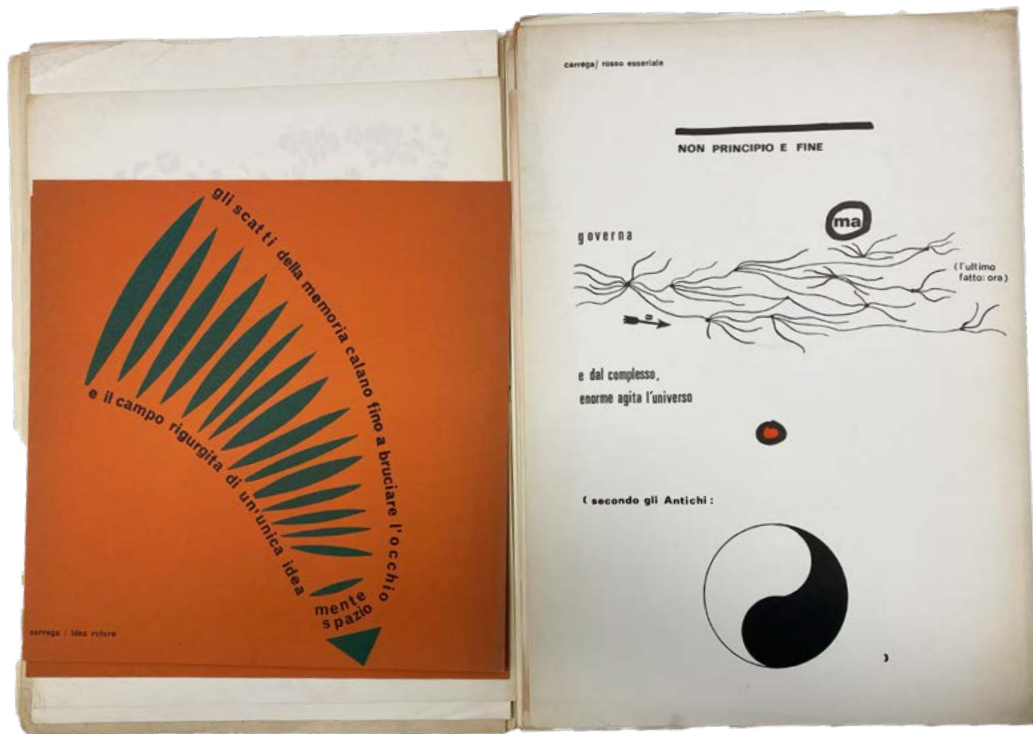 gli scatti della memoria calano fino a bruciare l'occhio
e il campo rigurgita di un'unica idea
mente
spazio
carrega / idea rotore
carrega/ rosso esseriale
NON PRINCIPIO E FINE
ma
governa
(l'ultimo
fatto: ora)
e dal complesso,
enorme agita l'universo
( secondo gli Antichi :
)